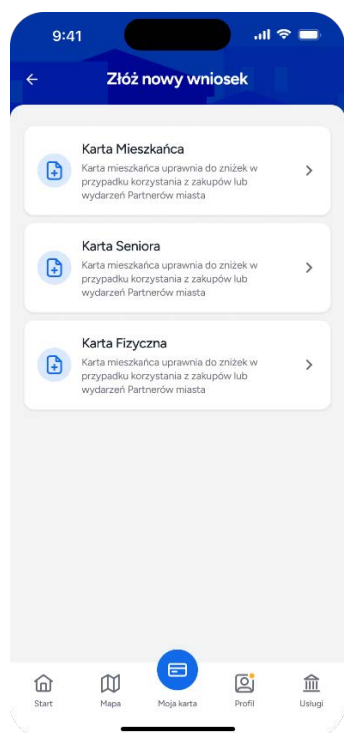 9:41
Złóż nowy wniosek
Karta Mieszkańca
Karta mieszkańca uprawnia do zniżek w
przypadku korzystania z zakupów lub
wydarzeń Partnerów miasta
Karta Seniora
Karta mieszkańca uprawnia do zniżek w
przypadku korzystania z zakupów lub
wydarzeń Partnerów miasta
Karta Fizyczna
Karta mieszkańca uprawnia do zniżek w
przypadku korzystania z zakupów lub
wydarzeń Partnerów miasta
Start Mapa Moja karta Profil Usługi